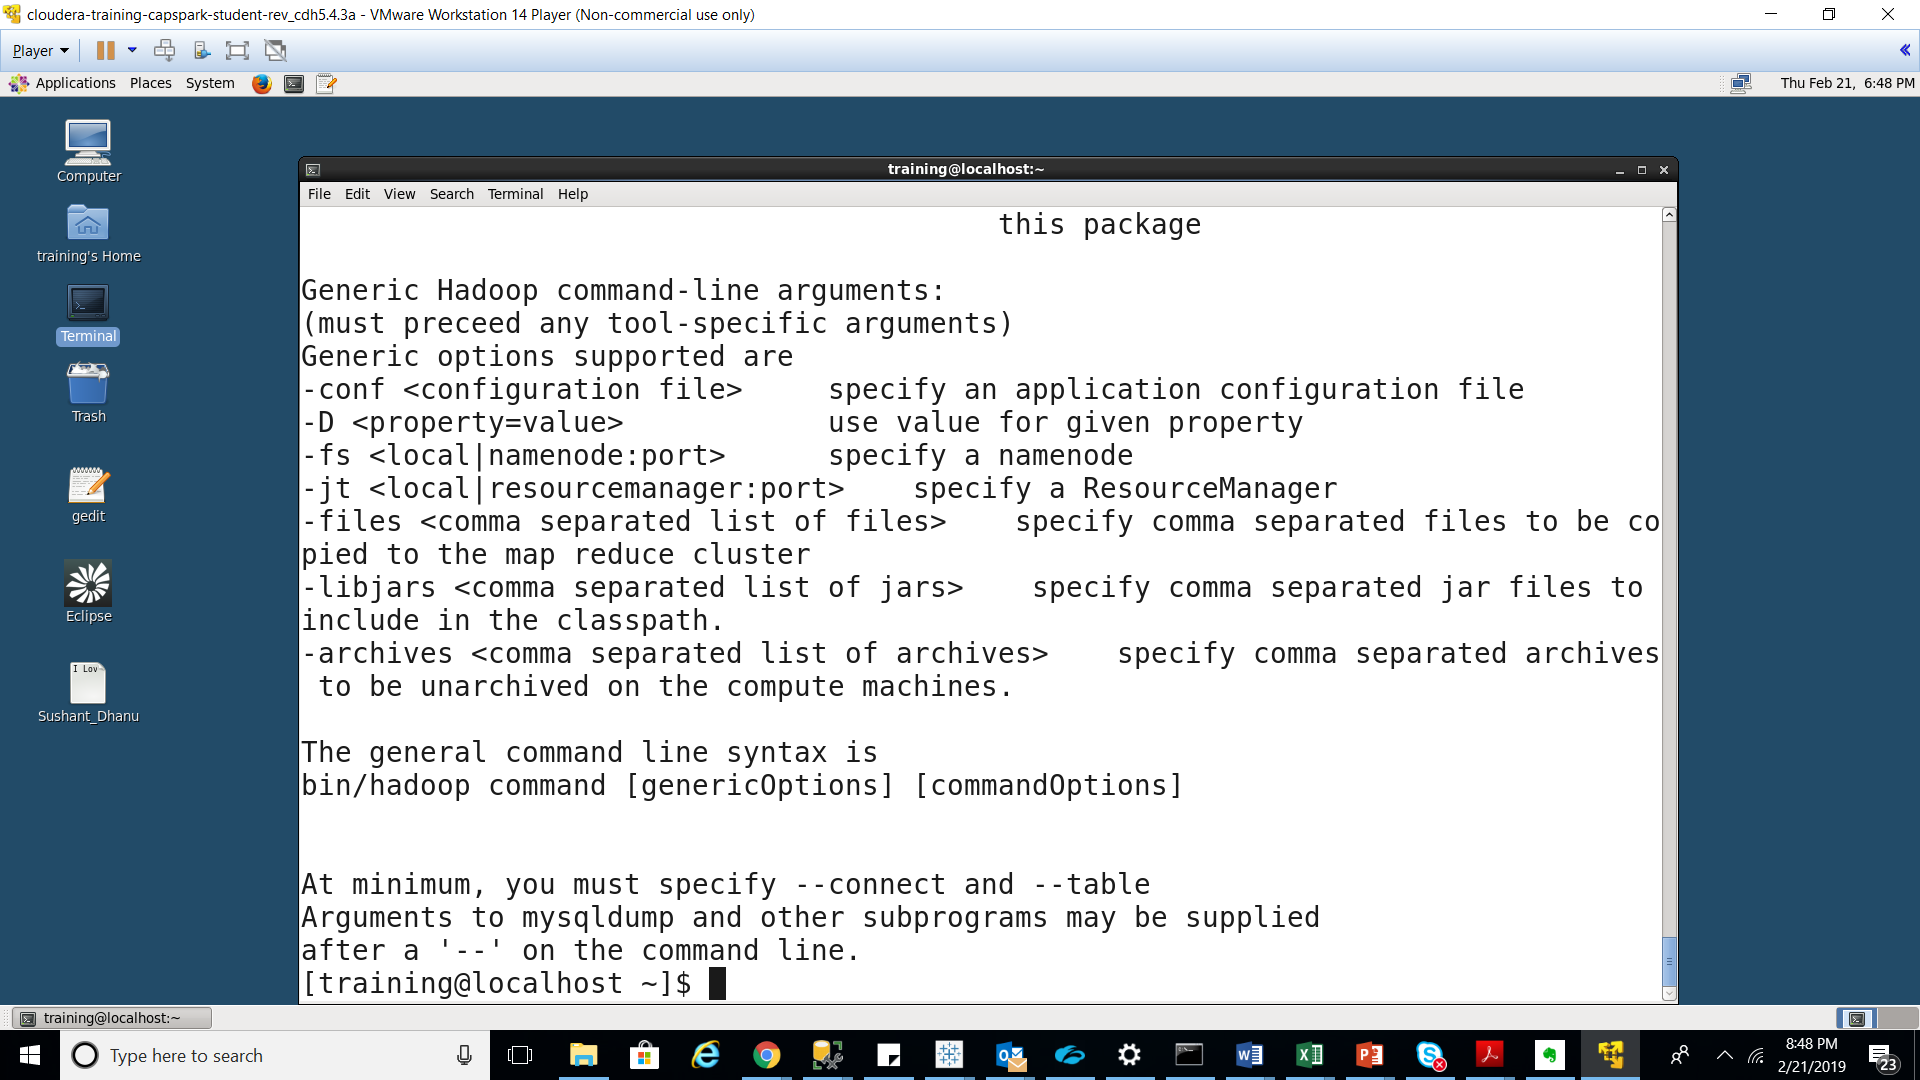 cloudera-training-capspark-student-rev_cdh5.4.3a - VMware Workstation 14 Player (Non-commercial use only)
Player
Applications Places System
Thu Feb 21, 6:48 PM
Computer
training's Home
Terminal
Trash
gedit
Eclipse
I Lov
Sushant_Dhanu
training@localhost:~
File Edit View Search Terminal Help
this package
Generic Hadoop command-line arguments:
(must preceed any tool-specific arguments)
Generic options supported are
-conf <configuration file>     specify an application configuration file
-D <property=value>            use value for given property
-fs <local|namenode:port>      specify a namenode
-jt <local|resourcemanager:port>    specify a ResourceManager
-files <comma separated list of files>    specify comma separated files to be co
pied to the map reduce cluster
-libjars <comma separated list of jars>    specify comma separated jar files to
include in the classpath.
-archives <comma separated list of archives>    specify comma separated archives
 to be unarchived on the compute machines.
The general command line syntax is
bin/hadoop command [genericOptions] [commandOptions]
At minimum, you must specify --connect and --table
Arguments to mysqldump and other subprograms may be supplied
after a '--' on the command line.
[training@localhost ~]$
training@localhost:~
Type here to search
8:48 PM
2/21/2019
23